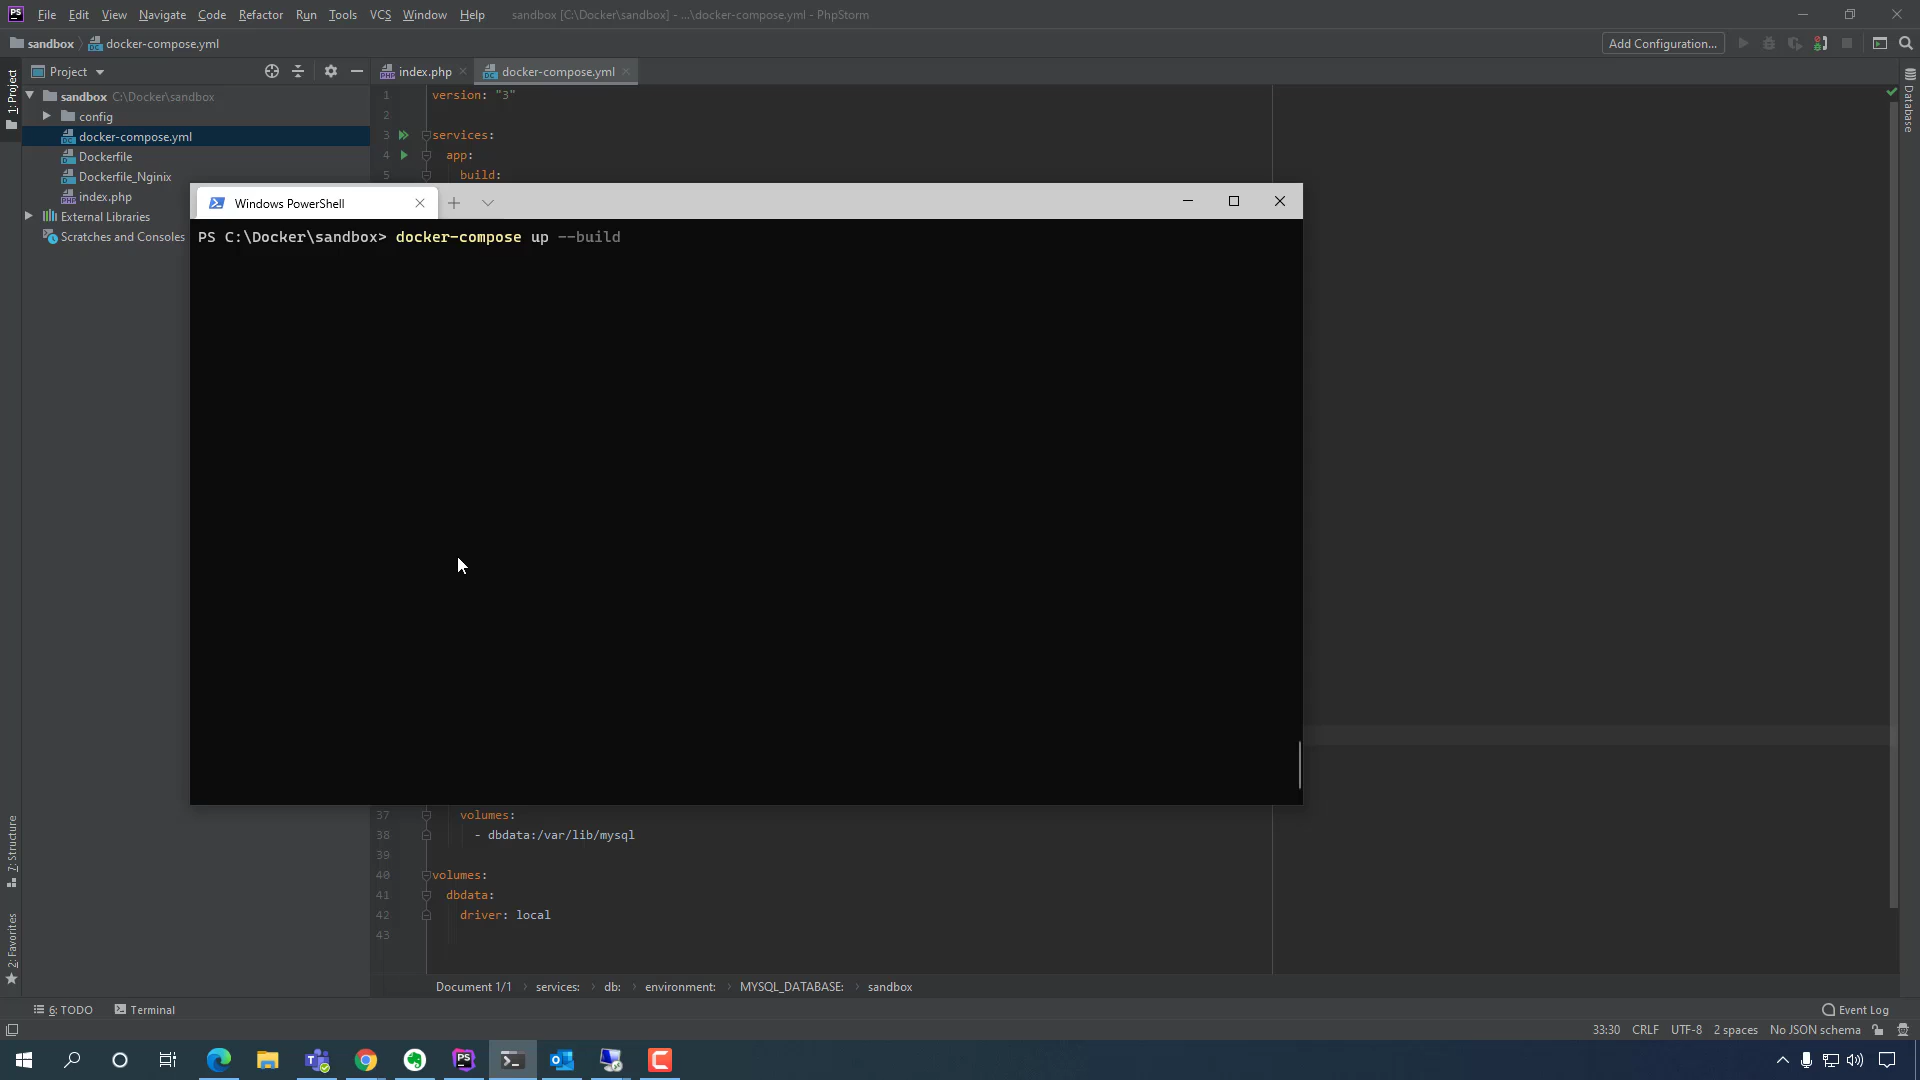 PS File Edit View Navigate Code Refactor Run Tools VCS Window Help sandbox [C:\Docker\sandbox] - ...\docker-compose.yml - PhpStorm
sandbox docker-compose.yml Add Configuration...
Project index.php docker-compose.yml
1: Project
sandbox C:\Docker\sandbox
config
docker-compose.yml
Dockerfile
Dockerfile_Nginix
index.php
External Libraries
Scratches and Consoles
1 version: "3"
2
3 services:
4 app:
5 build:
Database
Windows PowerShell
PS C:\Docker\sandbox> docker-compose up --build
37 volumes:
38 - dbdata:/var/lib/mysql
39
40 volumes:
41 dbdata:
42 driver: local
43
7: Structure
2: Favorites
Document 1/1 services: db: environment: MYSQL_DATABASE: sandbox
6: TODO Terminal Event Log
33:30 CRLF UTF-8 2 spaces No JSON schema